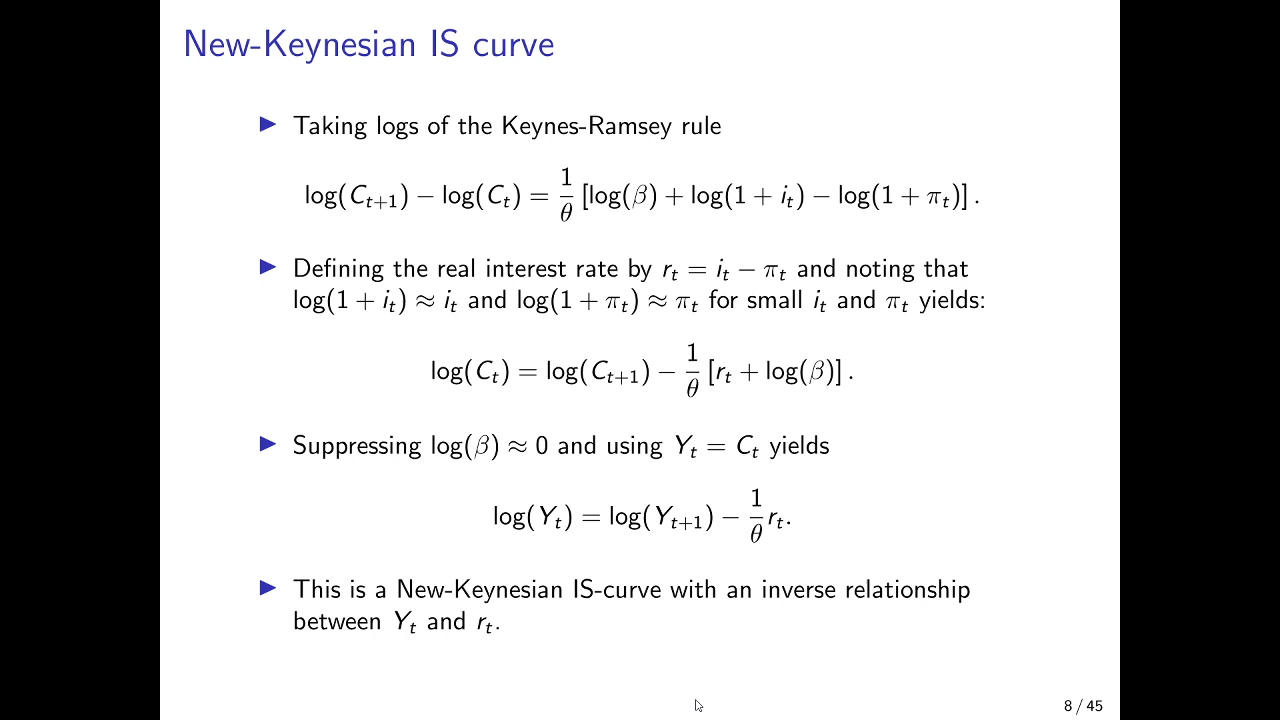 New-Keynesian IS curve
▶ Taking logs of the Keynes-Ramsey rule
log(C_{t+1}) − log(C_t) = \frac{1}{θ} [log(β) + log(1 + i_t) − log(1 + π_t)] .
▶ Defining the real interest rate by r_t = i_t − π_t and noting that
log(1 + i_t) ≈ i_t and log(1 + π_t) ≈ π_t for small i_t and π_t yields:
log(C_t) = log(C_{t+1}) − \frac{1}{θ} [r_t + log(β)] .
▶ Suppressing log(β) ≈ 0 and using Y_t = C_t yields
log(Y_t) = log(Y_{t+1}) − \frac{1}{θ} r_t.
▶ This is a New-Keynesian IS-curve with an inverse relationship
between Y_t and r_t.
8 / 45